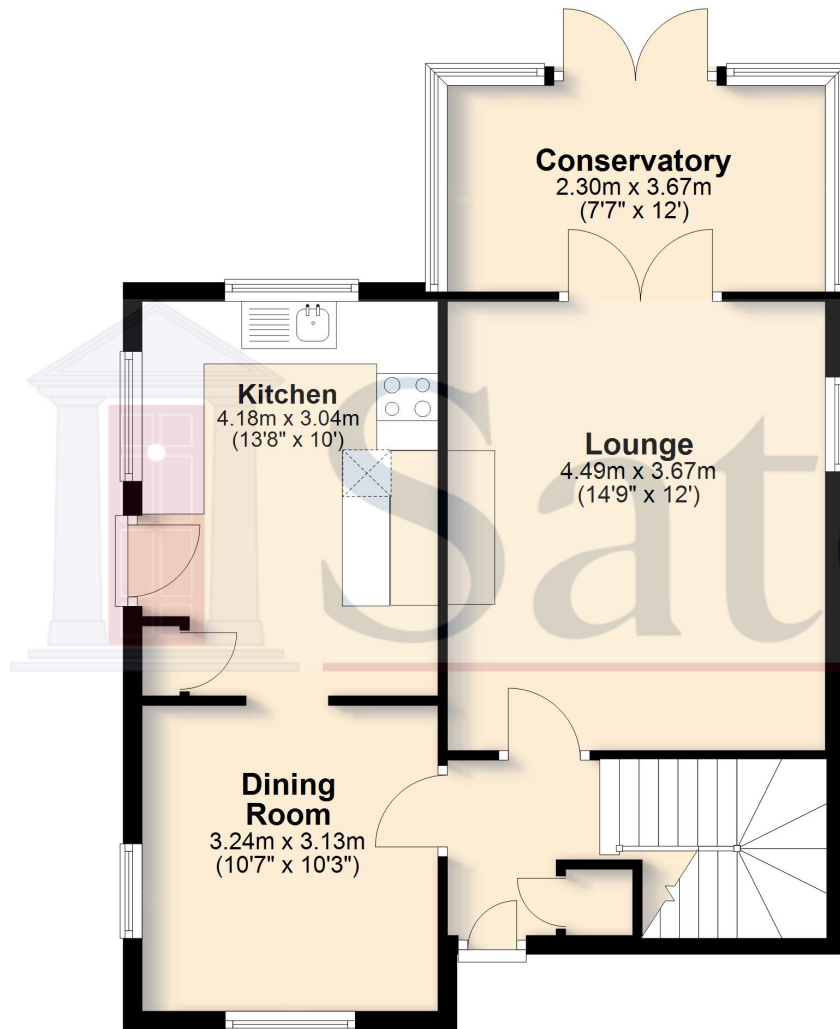 Conservatory
2.30m x 3.67m
(7'7" x 12')
Kitchen
4.18m x 3.04m
(13'8" x 10')
Lounge
4.49m x 3.67m
(14'9" x 12')
Sat
Dining
Room
3.24m x 3.13m
(10'7" x 10'3")